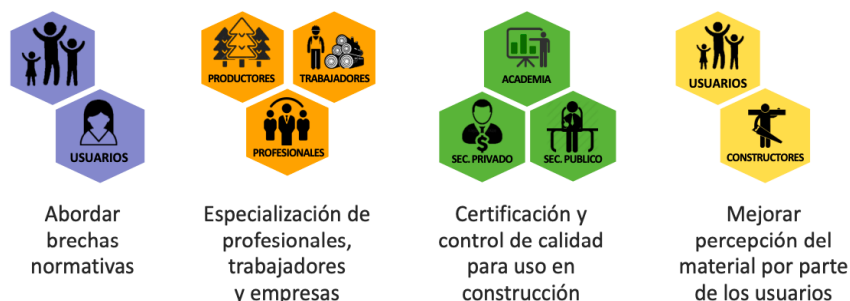 USUARIOS
Abordar
brechas
normativas
PRODUCTORES
TRABAJADORES
PROFESIONALES
Especialización de
profesionales,
trabajadores
y empresas
ACADEMIA
SEC. PRIVADO
SEC. PUBLICO
Certificación y
control de calidad
para uso en
construcción
USUARIOS
CONSTRUCTORES
Mejorar
percepción del
material por parte
de los usuarios